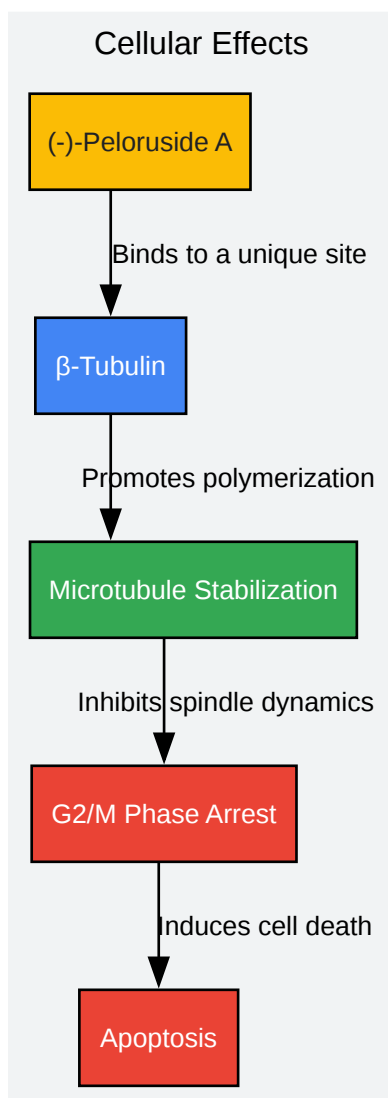 Cellular Effects
(-)-Peloruside A
Binds to a unique site
β-Tubulin
Promotes polymerization
Microtubule Stabilization
Inhibits spindle dynamics
G2/M Phase Arrest
Induces cell death
Apoptosis